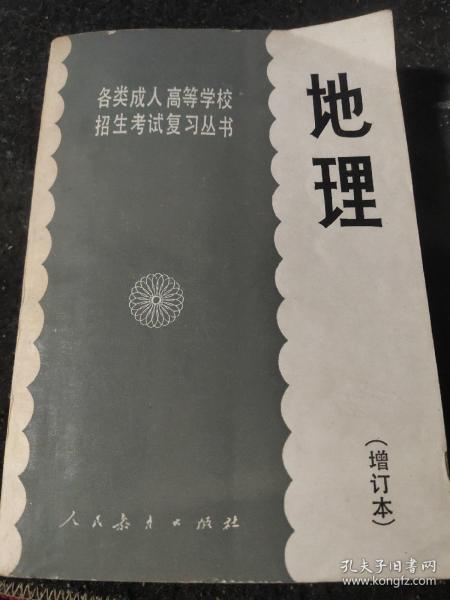 各类成人高等学校
招生考试复习丛书
地理
(增订本)
人民教育出版社
孔夫子旧书网
www.kongfz.com